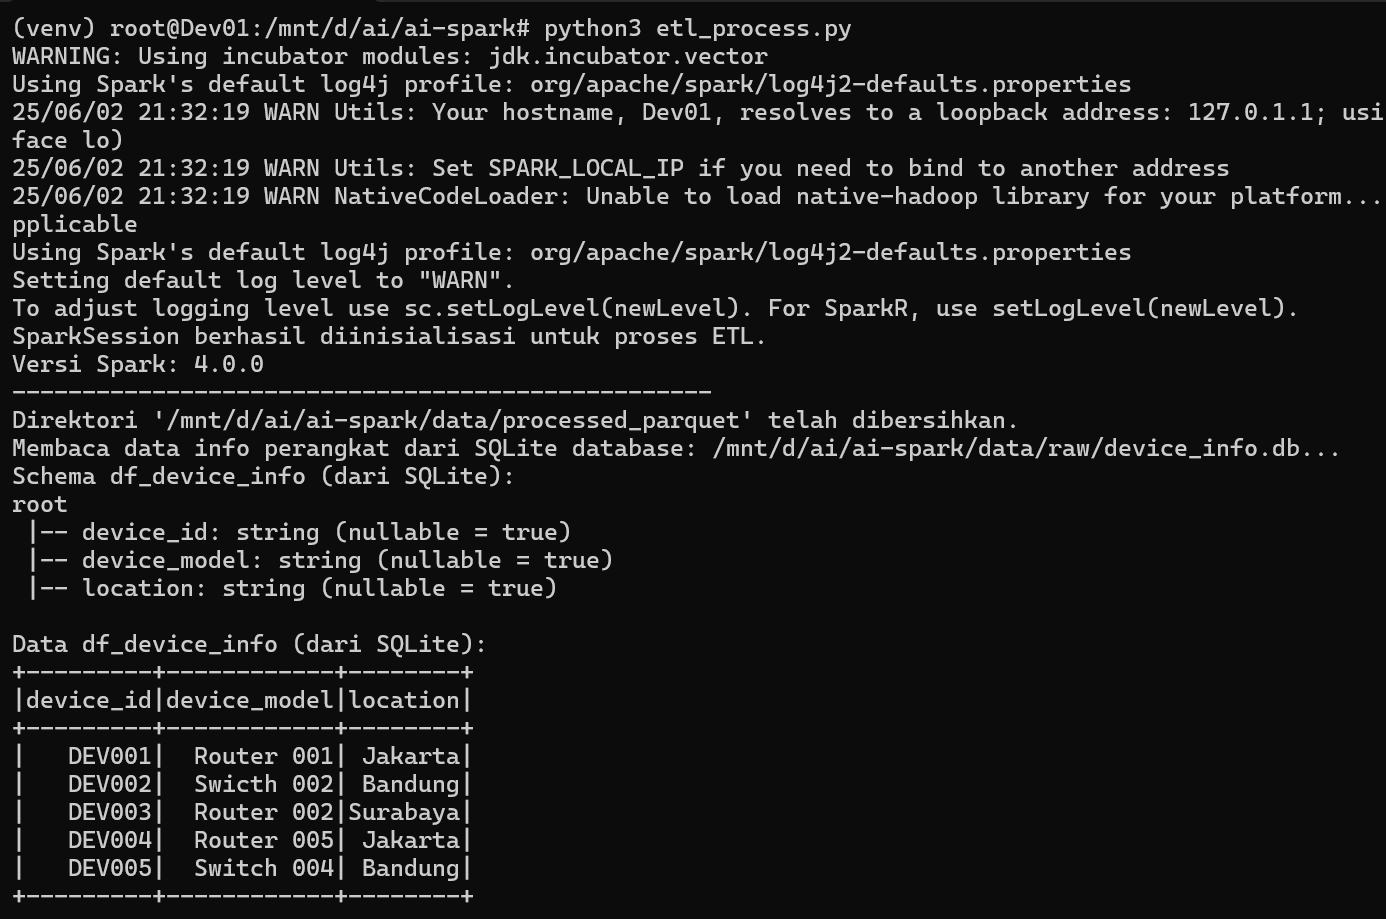 (venv) root@Dev01:/mnt/d/ai/ai-spark# python3 etl_process.py
WARNING: Using incubator modules: jdk.incubator.vector
Using Spark's default log4j profile: org/apache/spark/log4j2-defaults.properties
25/06/02 21:32:19 WARN Utils: Your hostname, Dev01, resolves to a loopback address: 127.0.1.1; usi
face lo)
25/06/02 21:32:19 WARN Utils: Set SPARK_LOCAL_IP if you need to bind to another address
25/06/02 21:32:19 WARN NativeCodeLoader: Unable to load native-hadoop library for your platform...
pplicable
Using Spark's default log4j profile: org/apache/spark/log4j2-defaults.properties
Setting default log level to "WARN".
To adjust logging level use sc.setLogLevel(newLevel). For SparkR, use setLogLevel(newLevel).
SparkSession berhasil diinisialisasi untuk proses ETL.
Versi Spark: 4.0.0
--------------------------------------------------
Direktori '/mnt/d/ai/ai-spark/data/processed_parquet' telah dibersihkan.
Membaca data info perangkat dari SQLite database: /mnt/d/ai/ai-spark/data/raw/device_info.db...
Schema df_device_info (dari SQLite):
root
 |-- device_id: string (nullable = true)
 |-- device_model: string (nullable = true)
 |-- location: string (nullable = true)

Data df_device_info (dari SQLite):
+---------+------------+--------+
|device_id|device_model|location|
+---------+------------+--------+
|   DEV001|  Router 001| Jakarta|
|   DEV002|  Swicth 002| Bandung|
|   DEV003|  Router 002|Surabaya|
|   DEV004|  Router 005| Jakarta|
|   DEV005|  Switch 004| Bandung|
+---------+------------+--------+